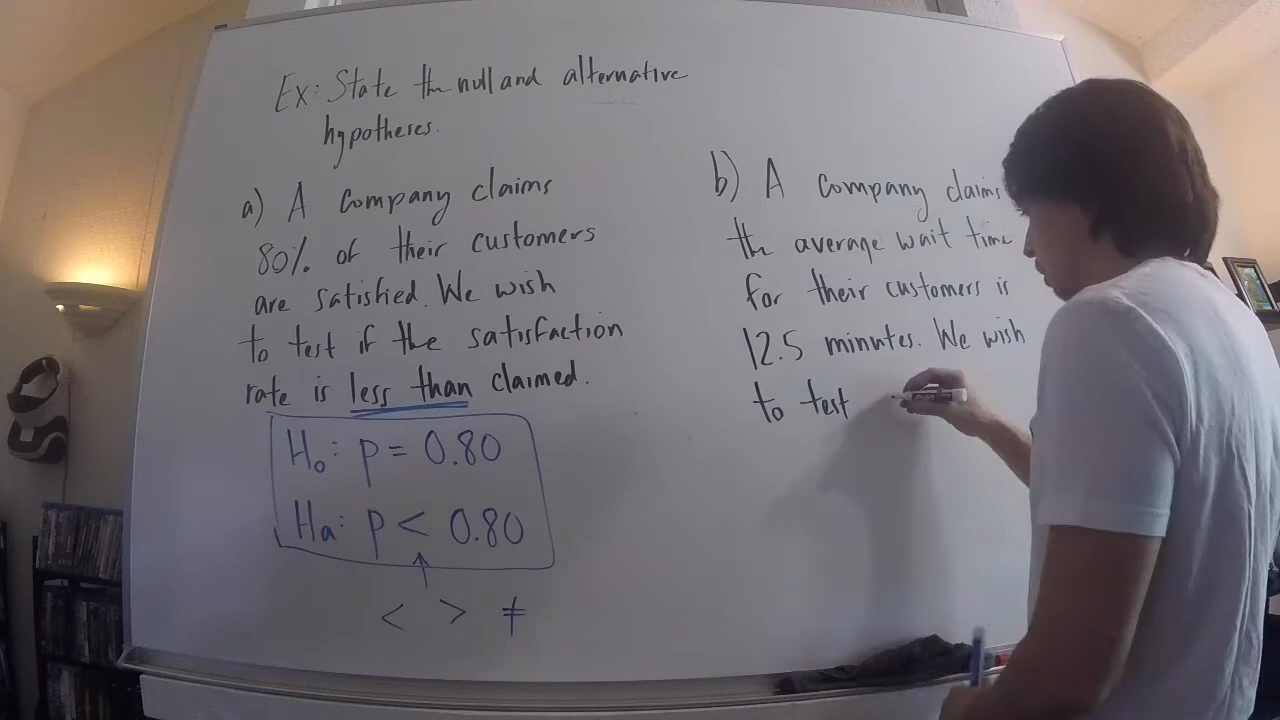 Ex: State the null and alternative
hypotheses.
a) A company claims
80% of their customers
are satisfied. We wish
to test if the satisfaction
rate is less than claimed.
H₀: p = 0.80
Ha: p < 0.80
< > ≠
b) A company claims
the average wait time
for their customers is
12.5 minutes. We wish
to test